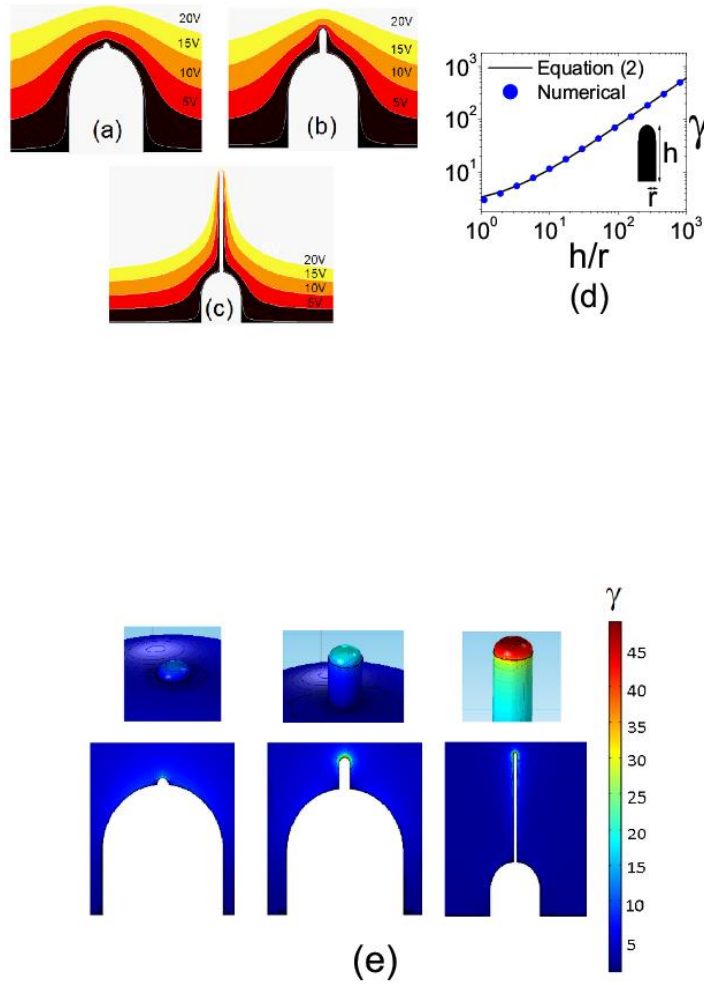 20V
15V
10V
5V
(a)
20V
15V
10V
5V
(b)
20V
15V
10V
5V
(c)
10³
10²
10¹
10⁰ 10¹ 10² 10³
Equation (2)
Numerical
γ
h
r
h/r
(d)
γ
45
40
35
30
25
20
15
10
5
(e)